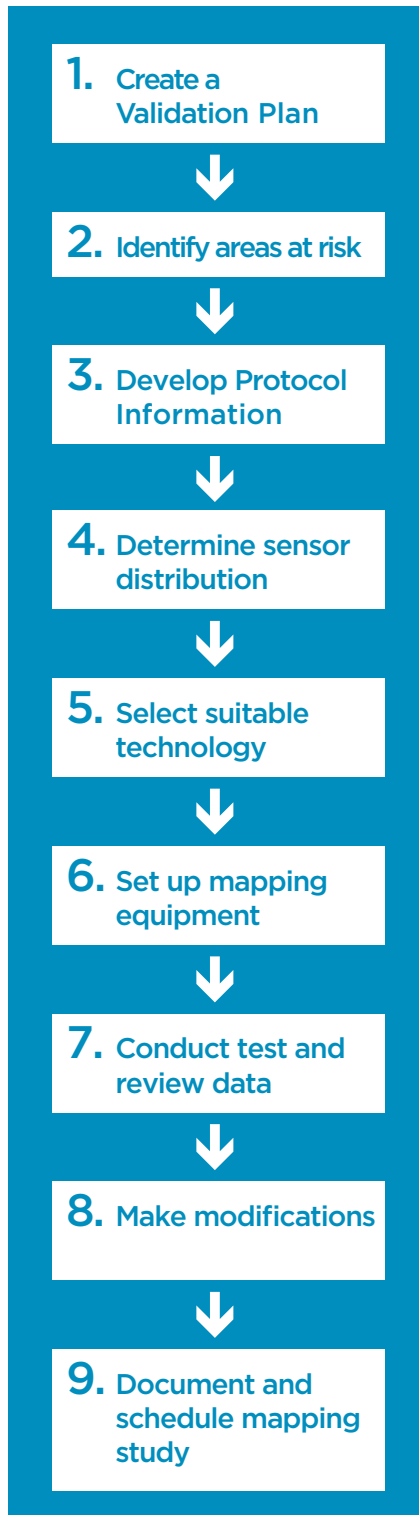 1. Create a
Validation Plan
2. Identify areas at risk
3. Develop Protocol
Information
4. Determine sensor
distribution
5. Select suitable
technology
6. Set up mapping
equipment
7. Conduct test and
review data
8. Make modifications
9. Document and
schedule mapping
study